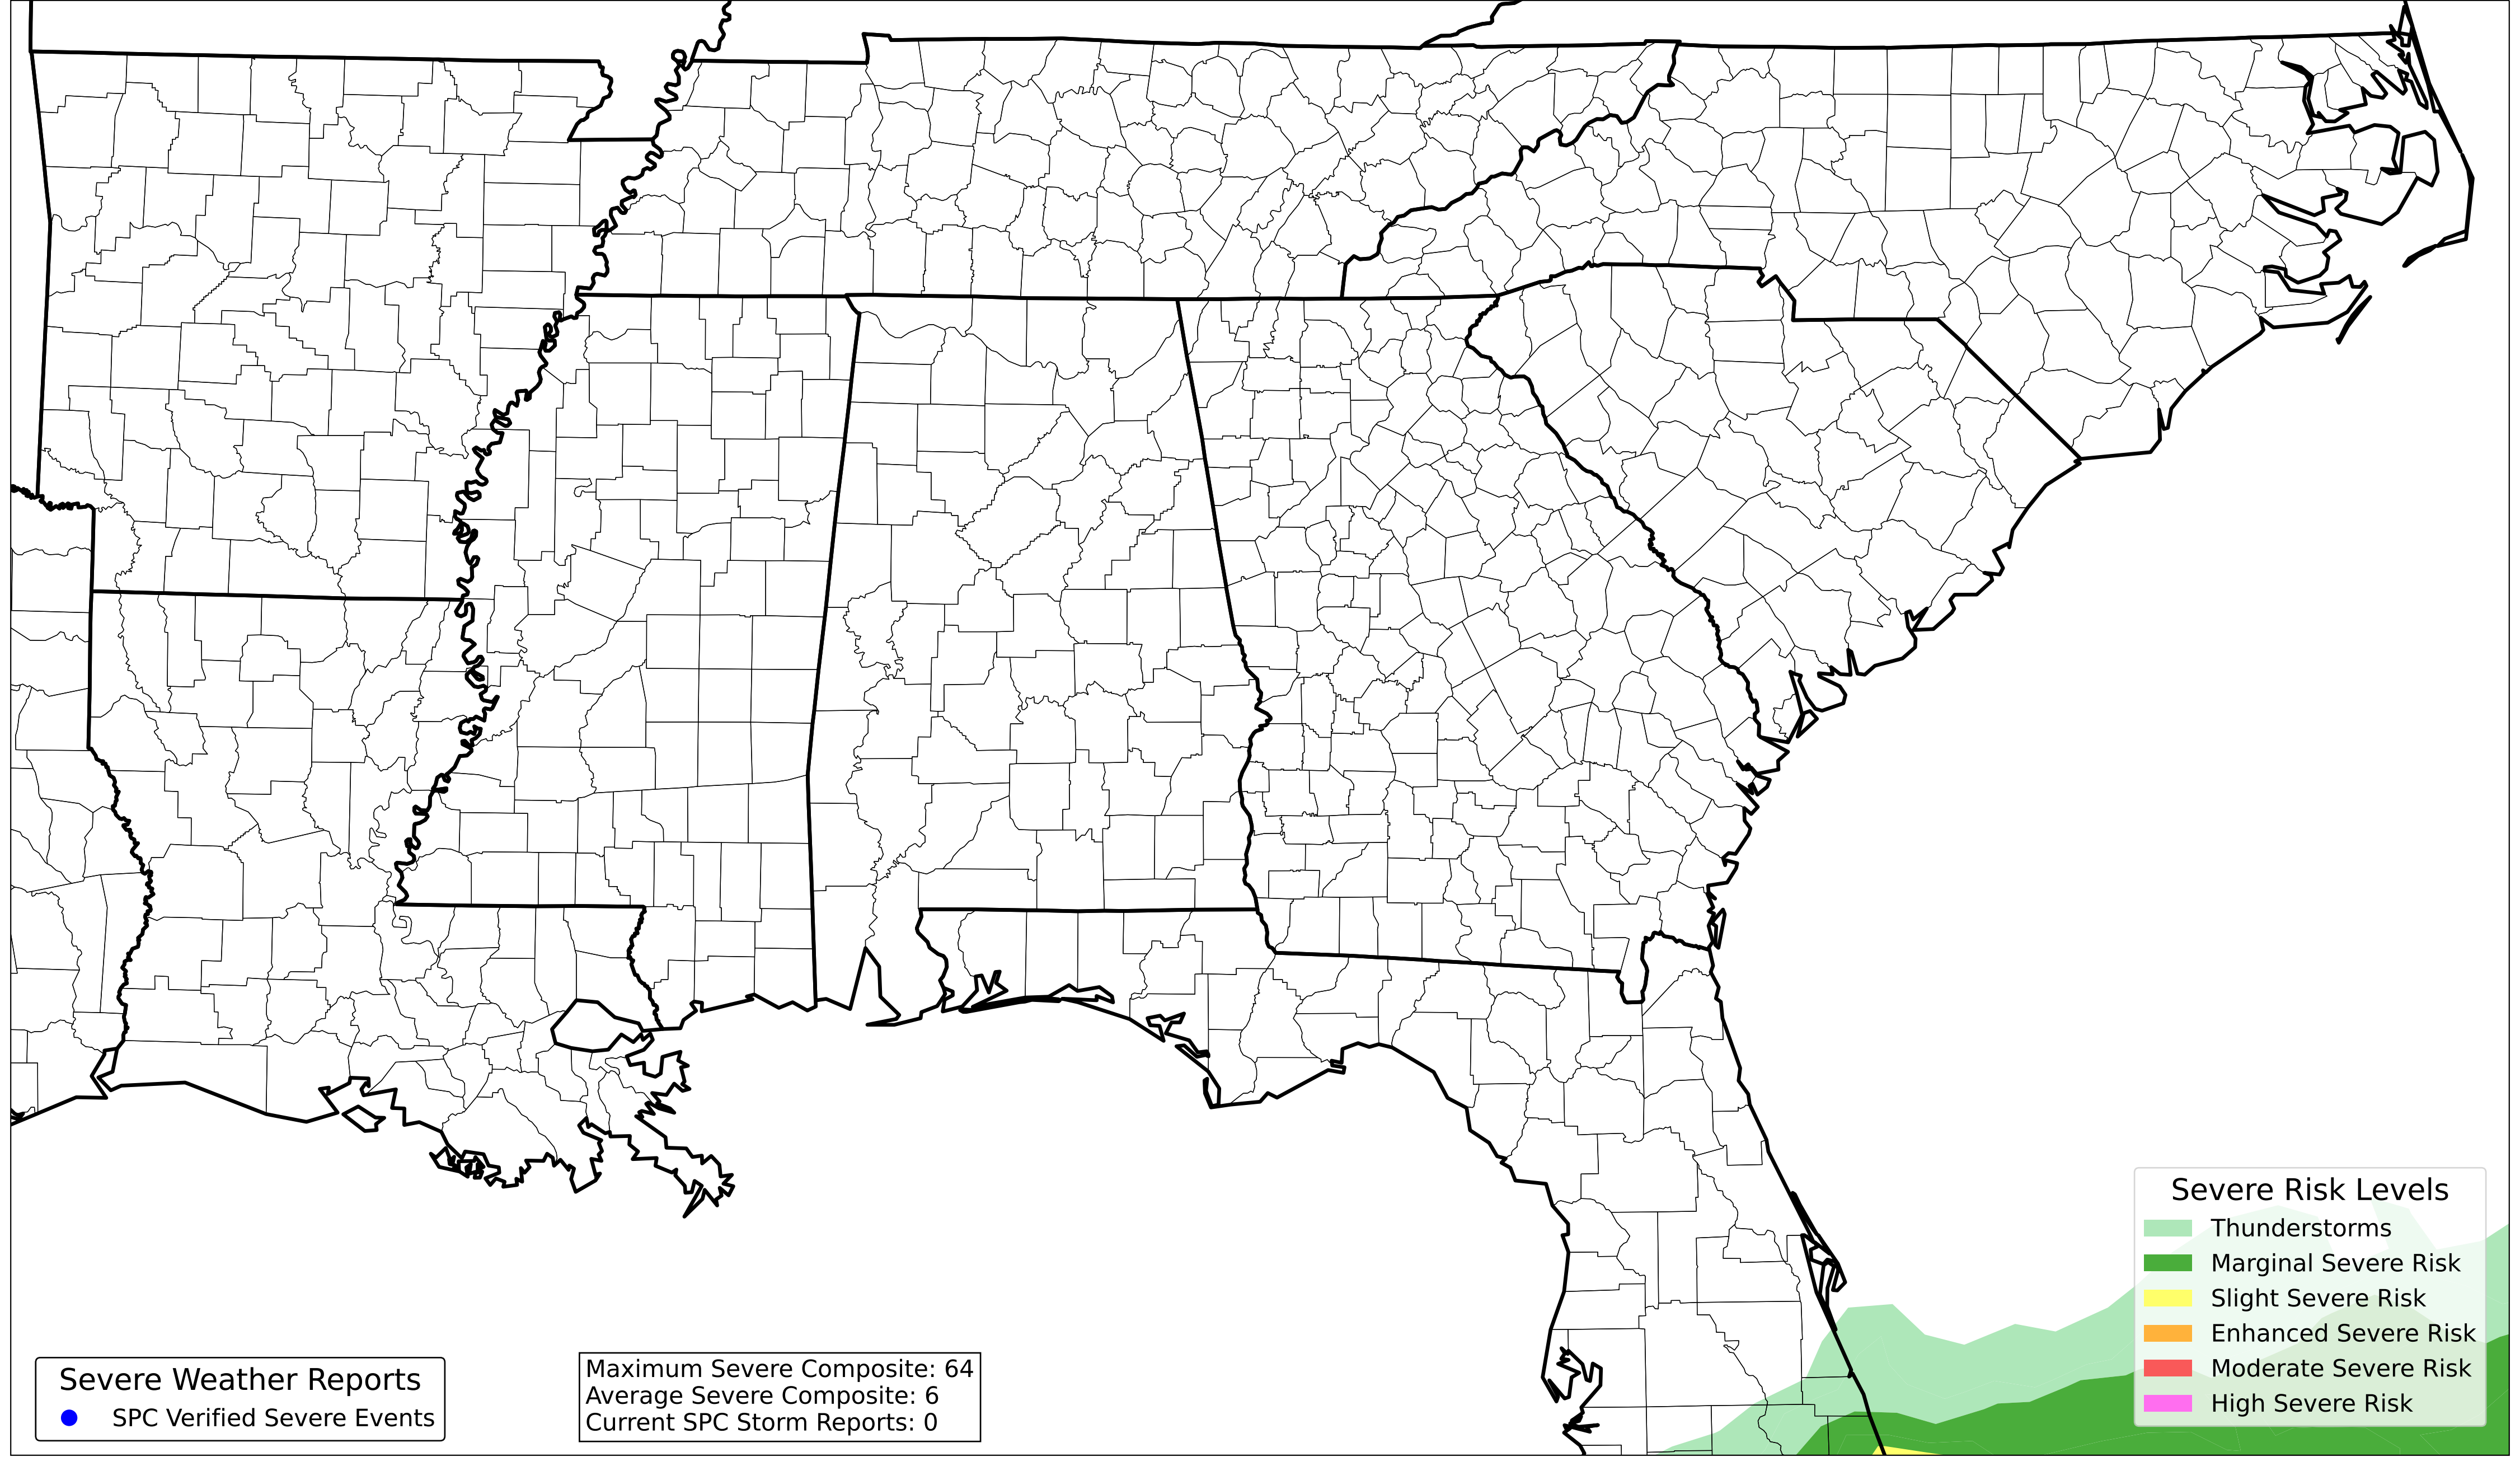 Severe Risk Levels
Thunderstorms
Marginal Severe Risk
Slight Severe Risk
Enhanced Severe Risk
Moderate Severe Risk
High Severe Risk
Severe Weather Reports
SPC Verified Severe Events
Maximum Severe Composite: 64
Average Severe Composite: 6
Current SPC Storm Reports: 0